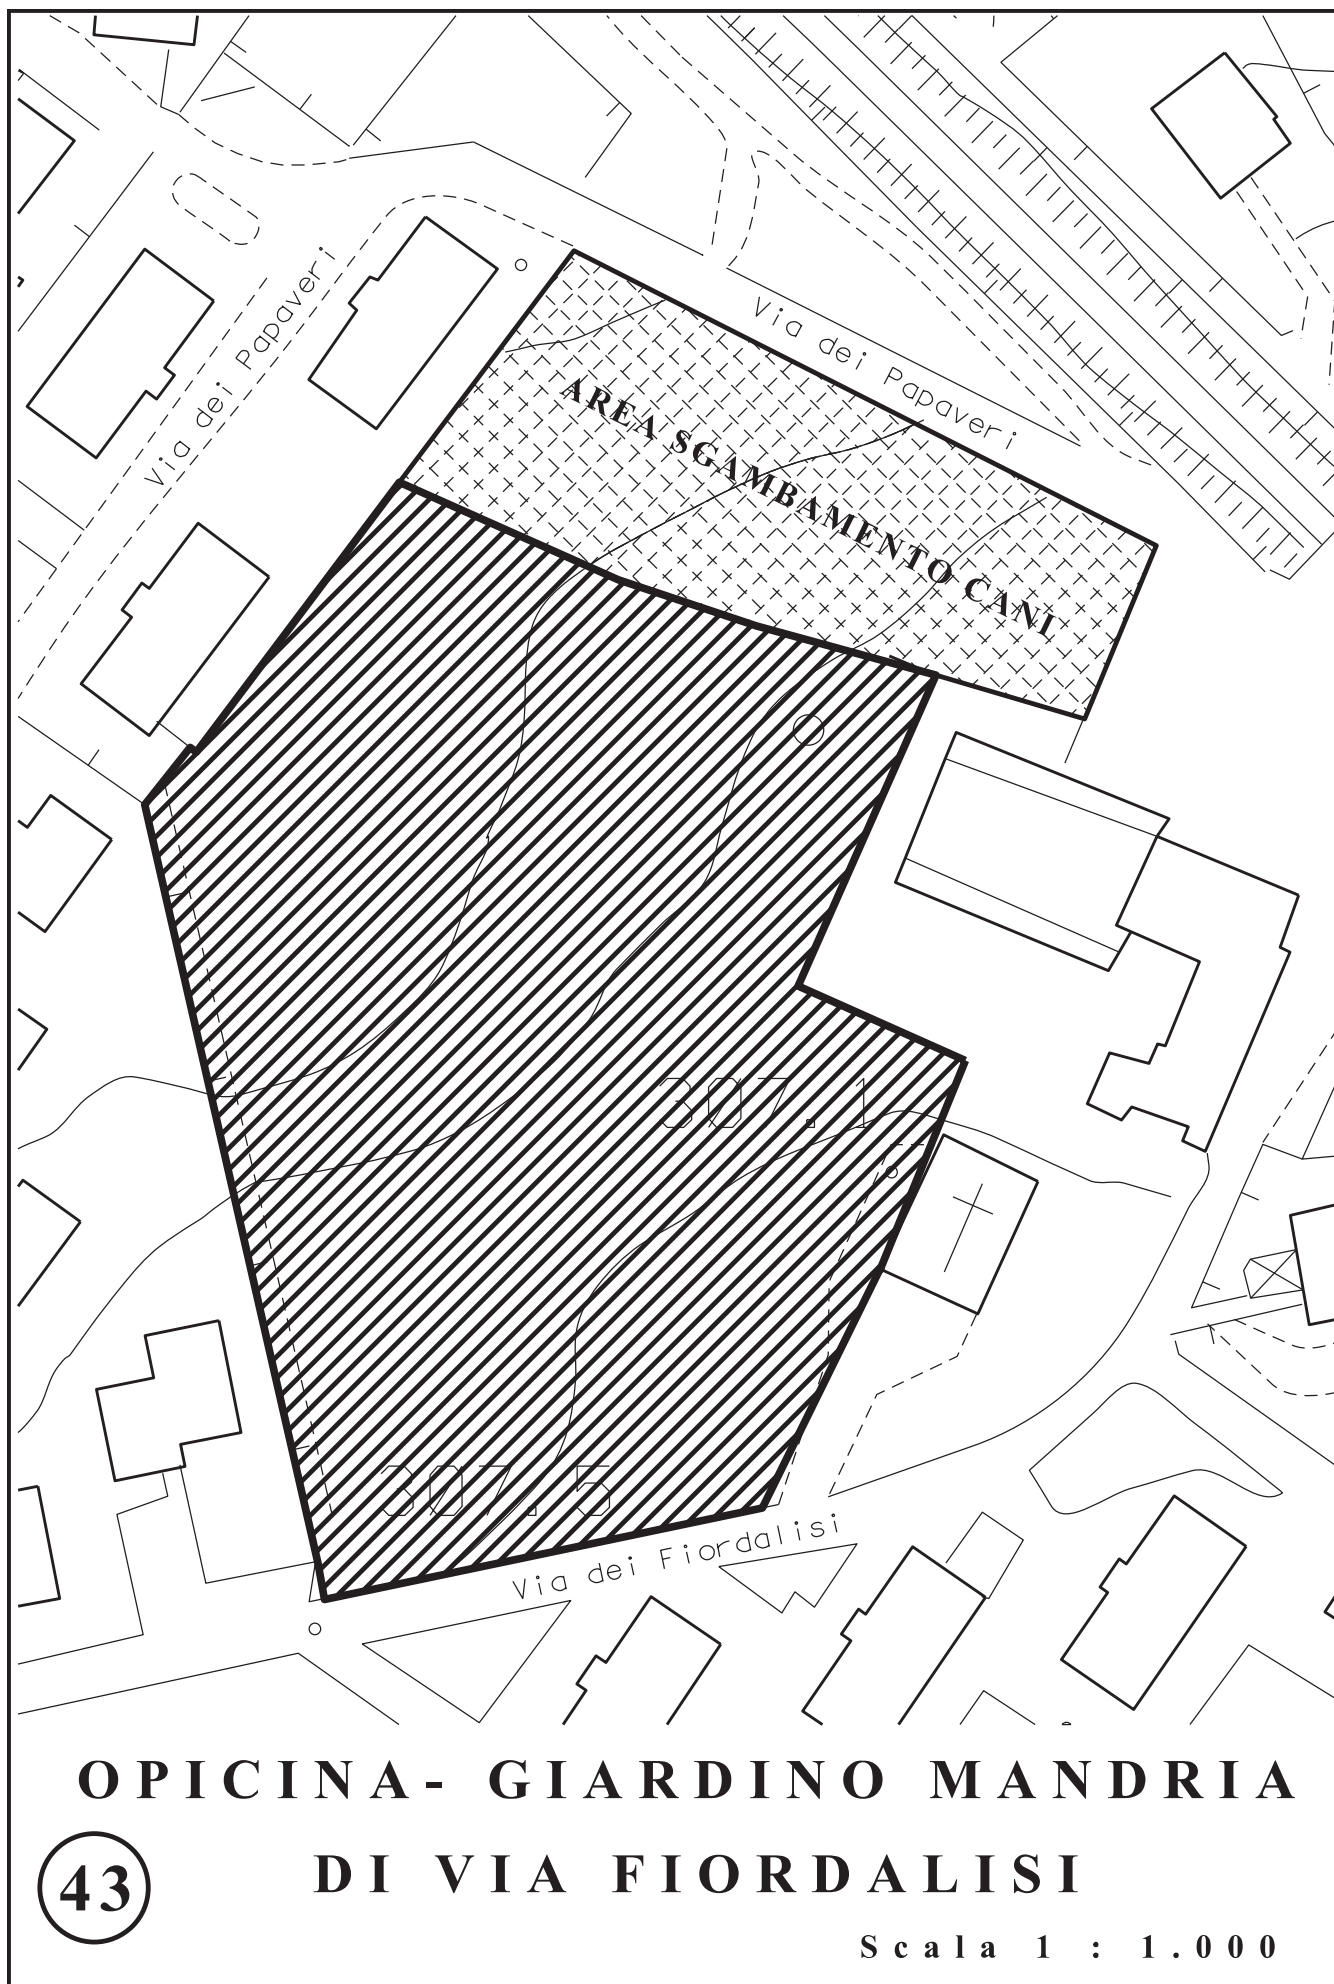 Via dei Papaveri
Via dei Papaveri
AREA SGAMBAMENTO CANI
307.1
307.5
Via dei Fiordalisi
OPICINA- GIARDINO MANDRIA
DI VIA FIORDALISI
43
Scala 1 : 1.000